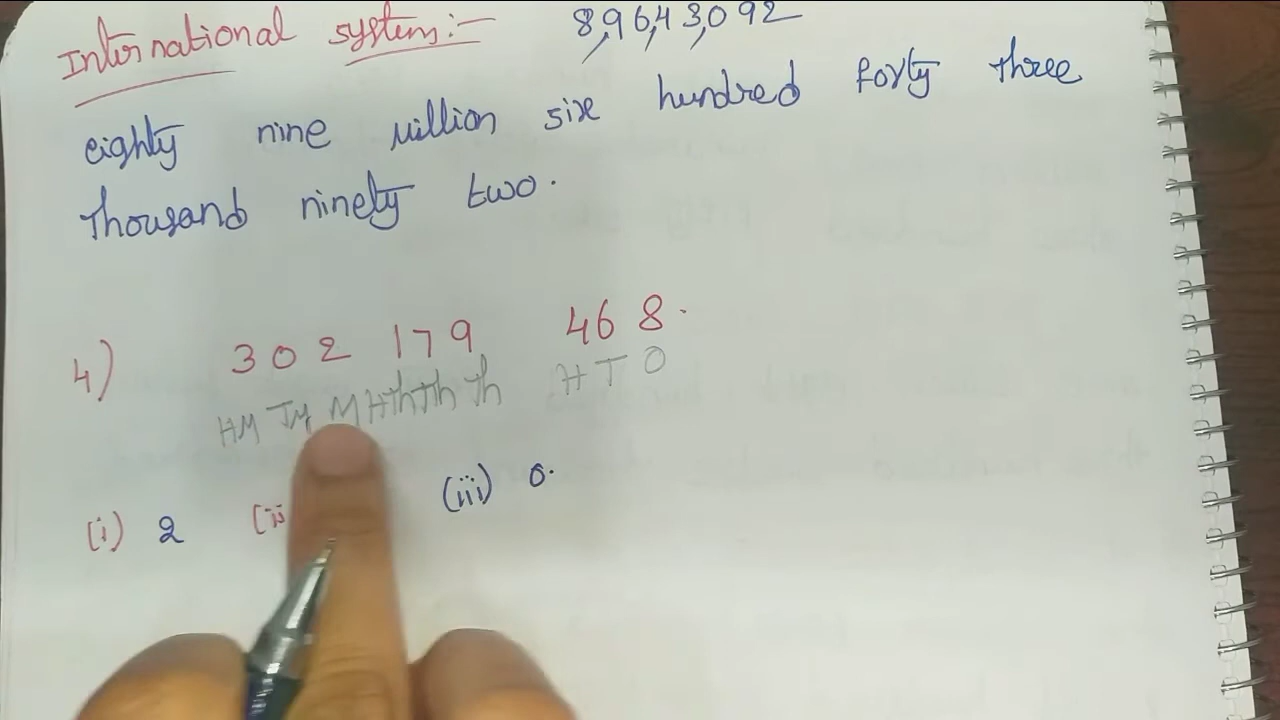 International system:- 8,96,43,092
eighty nine million six hundred forty three
thousand ninety two.
4) 302 179 468.
HM TM M HTh TTh Th H T O
(i) 2 (ii (iii) 0.